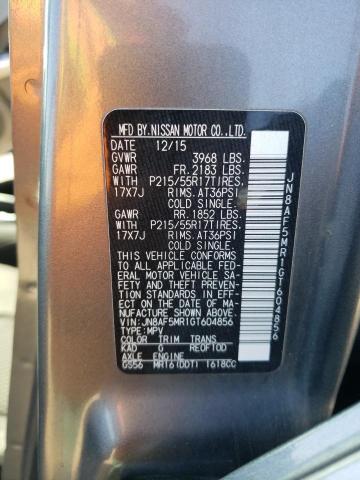 MFD.BY.NISSAN MOTOR CO.,LTD.
DATE 12/15
GVWR 3968 LBS.
GAWR FR.2183 LBS.
WITH P215/55R17TIRES,
17X7J RIMS,AT36PSI
COLD SINGLE.
GAWR RR.1852 LBS.
WITH P215/55R17TIRES,
17X7J RIMS,AT36PSI
COLD SINGLE.
THIS VEHICLE CONFORMS
TO ALL APPLICABLE FED-
ERAL MOTOR VEHICLE SA-
FETY AND THEFT PREVEN-
TION STANDARDS IN EFF-
ECT ON THE DATE OF MA-
NUFACTURE SHOWN ABOVE.
VIN:JN8AF5MR1GT604856
TYPE:MPV
COLOR TRIM TRANS
KAD G RE0F10D
AXLE ENGINE
GS56 MR16(DDT) 1618CC
JN8AF5MR1GT604856